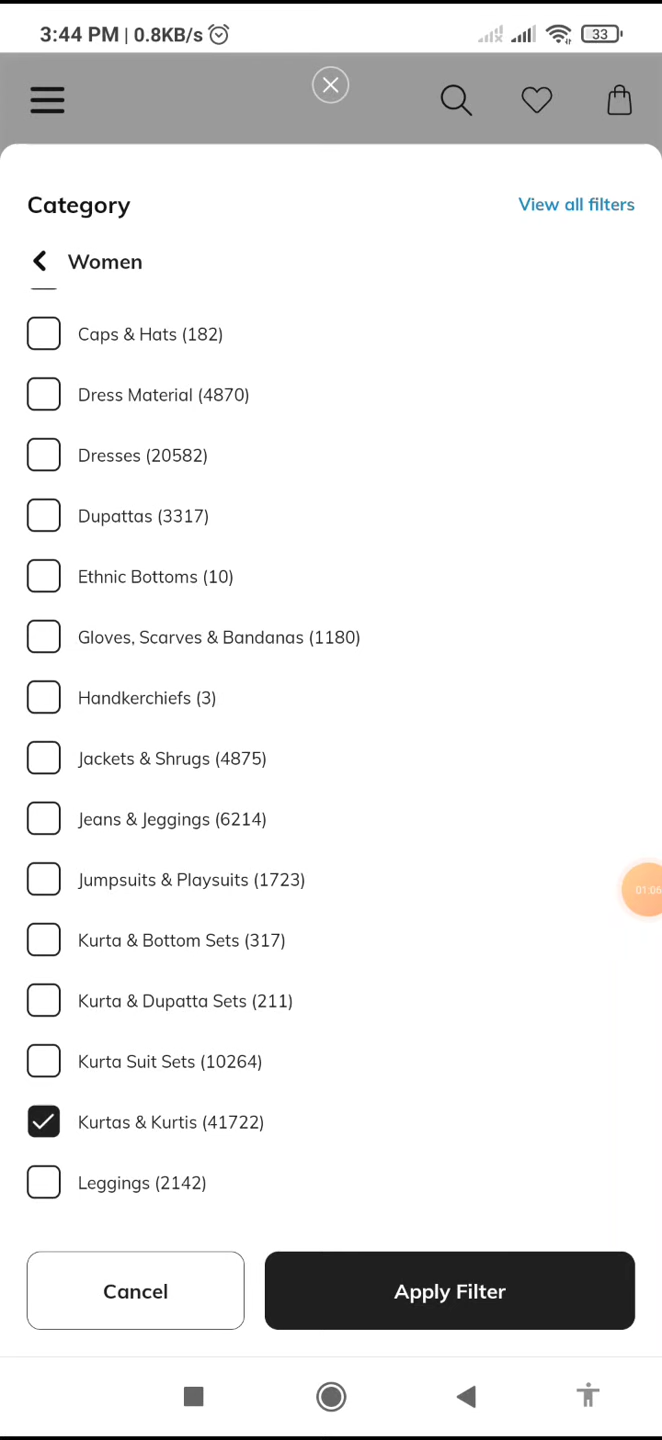 3:44 PM | 0.8KB/s
33
Category
View all filters
Women
Caps & Hats (182)
Dress Material (4870)
Dresses (20582)
Dupattas (3317)
Ethnic Bottoms (10)
Gloves, Scarves & Bandanas (1180)
Handkerchiefs (3)
Jackets & Shrugs (4875)
Jeans & Jeggings (6214)
Jumpsuits & Playsuits (1723)
01:06
Kurta & Bottom Sets (317)
Kurta & Dupatta Sets (211)
Kurta Suit Sets (10264)
Kurtas & Kurtis (41722)
Leggings (2142)
Cancel
Apply Filter